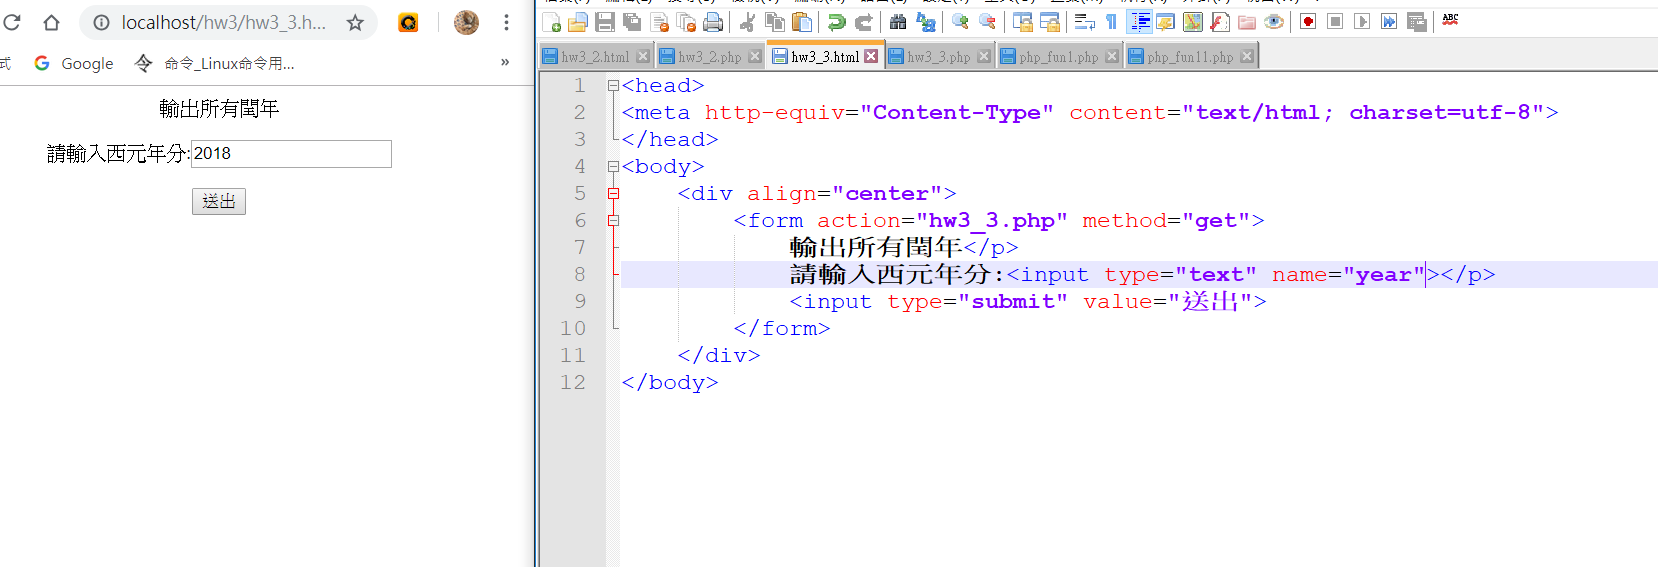 localhost/hw3/hw3_3.h...
式 Google 命令_Linux命令用... »
輸出所有閏年
請輸入西元年分:2018
送出
ABC
hw3_2.html hw3_2.php hw3_3.html hw3_3.php php_fun1.php php_fun11.php
1 <head>
2 <meta http-equiv="Content-Type" content="text/html; charset=utf-8">
3 </head>
4 <body>
5 <div align="center">
6 <form action="hw3_3.php" method="get">
7 輸出所有閏年</p>
8 請輸入西元年分:<input type="text" name="year"></p>
9 <input type="submit" value="送出">
10 </form>
11 </div>
12 </body>